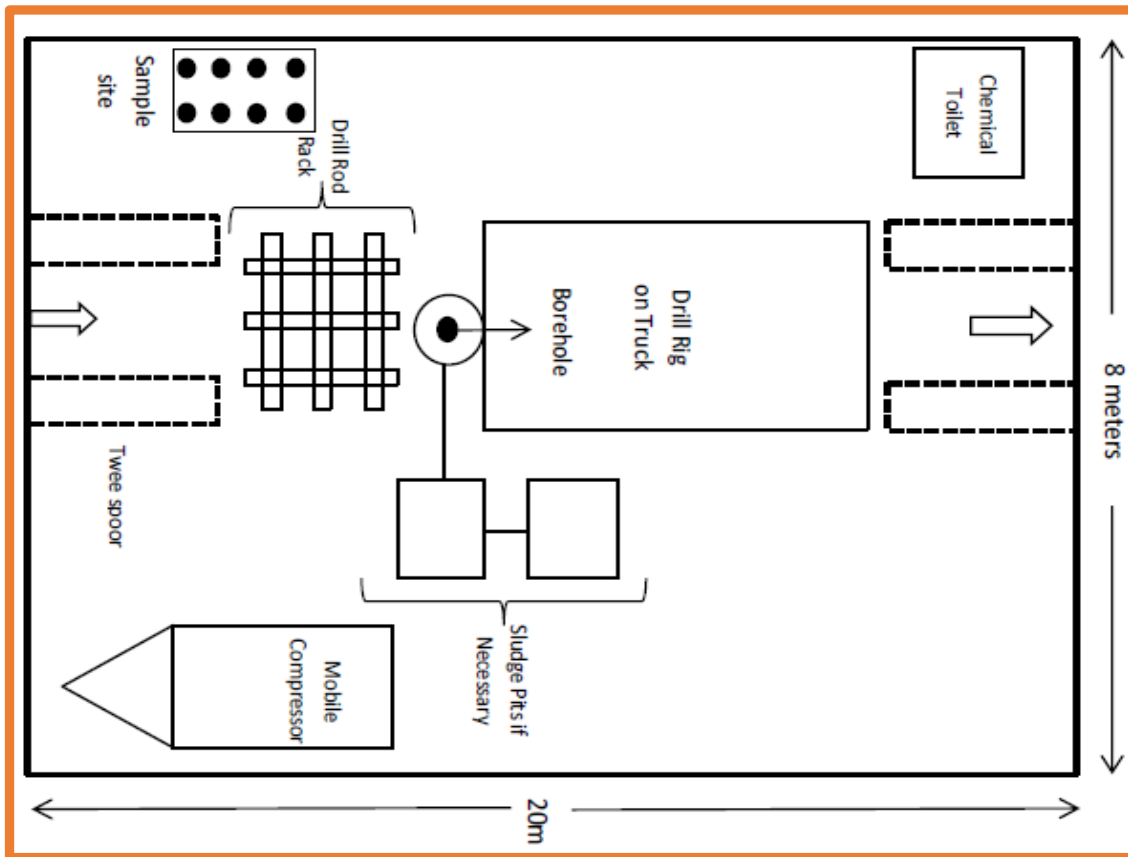 Sample
site
Drill Rod
Rack
Chemical
Toilet
Drill Rig
on Truck
Borehole
8 meters
Twee spoor
Sludge Pits if
Necessary
Mobile
Compressor
20m